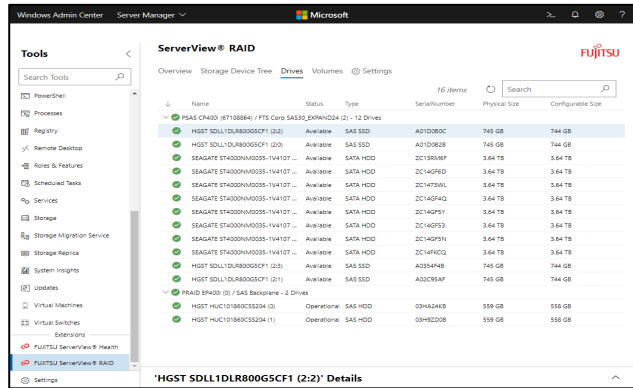 Windows Admin Center Server Manager Microsoft
Tools
Search Tools
PowerShell
Processes
Registry
Remote Desktop
Roles & Features
Scheduled Tasks
Services
Storage
Storage Migration Service
Storage Replica
System Insights
Updates
Virtual Machines
Virtual Switches
Extensions
FUJITSU ServerView® Health
FUJITSU ServerView® RAID
Settings
ServerView® RAID
FUJITSU
Overview Storage Device Tree Drives Volumes Settings
16 items Search
Name Status Type SerialNumber Physical Size Configurable Size
PSAS CP400i (67108864) / FTS Corp SAS30_EXPAND24 (2) - 12 Drives
HGST SDLL1DLR800G5CF1 (2:2) Available SAS SSD A01D0B0C 745 GB 744 GB
HGST SDLL1DLR800G5CF1 (2:0) Available SAS SSD A01D0B2B 745 GB 744 GB
SEAGATE ST4000NM0035-1V4107 ... Available SATA HDD ZC13RM6F 3.64 TB 3.64 TB
SEAGATE ST4000NM0035-1V4107 ... Available SATA HDD ZC14GF6D 3.64 TB 3.64 TB
SEAGATE ST4000NM0035-1V4107 ... Available SATA HDD ZC1473WL 3.64 TB 3.64 TB
SEAGATE ST4000NM0035-1V4107 ... Available SATA HDD ZC14GF4Q 3.64 TB 3.64 TB
SEAGATE ST4000NM0035-1V4107 ... Available SATA HDD ZC14GF5Y 3.64 TB 3.64 TB
SEAGATE ST4000NM0035-1V4107 ... Available SATA HDD ZC14GF53 3.64 TB 3.64 TB
SEAGATE ST4000NM0035-1V4107 ... Available SATA HDD ZC14GF5N 3.64 TB 3.64 TB
SEAGATE ST4000NM0035-1V4107 ... Available SATA HDD ZC14FKCQ 3.64 TB 3.64 TB
HGST SDLL1DLR800G5CF1 (2:3) Available SAS SSD A0354F4B 745 GB 744 GB
HGST SDLL1DLR800G5CF1 (2:1) Available SAS SSD A02C95AF 745 GB 744 GB
PRAID EP400i (0) / SAS Backplane - 2 Drives
HGST HUC101860CSS204 (0) Operational SAS HDD 03HA24KB 559 GB 558 GB
HGST HUC101860CSS204 (1) Operational SAS HDD 03H9ZD0B 559 GB 558 GB
'HGST SDLL1DLR800G5CF1 (2:2)' Details